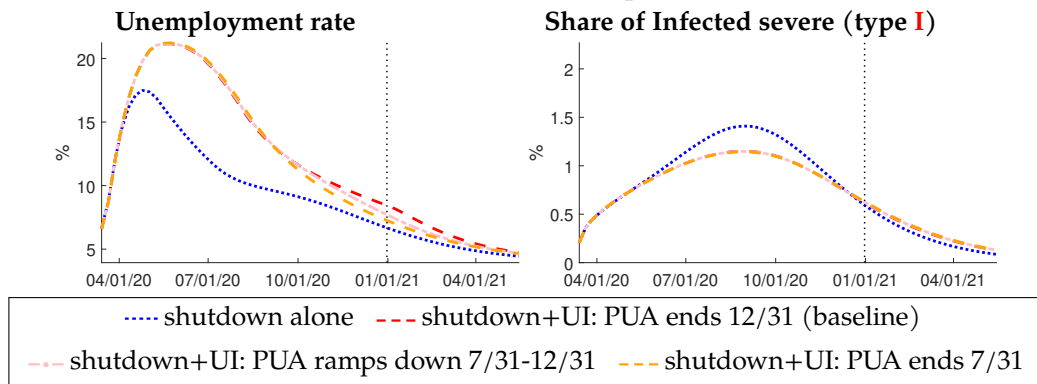 Unemployment rate
Share of Infected severe (type I)
%
20
15
10
5
04/01/20 07/01/20 10/01/20 01/01/21 04/01/21
%
2
1.5
1
0.5
0
04/01/20 07/01/20 10/01/20 01/01/21 04/01/21
shutdown alone
shutdown+UI: PUA ends 12/31 (baseline)
shutdown+UI: PUA ramps down 7/31-12/31
shutdown+UI: PUA ends 7/31